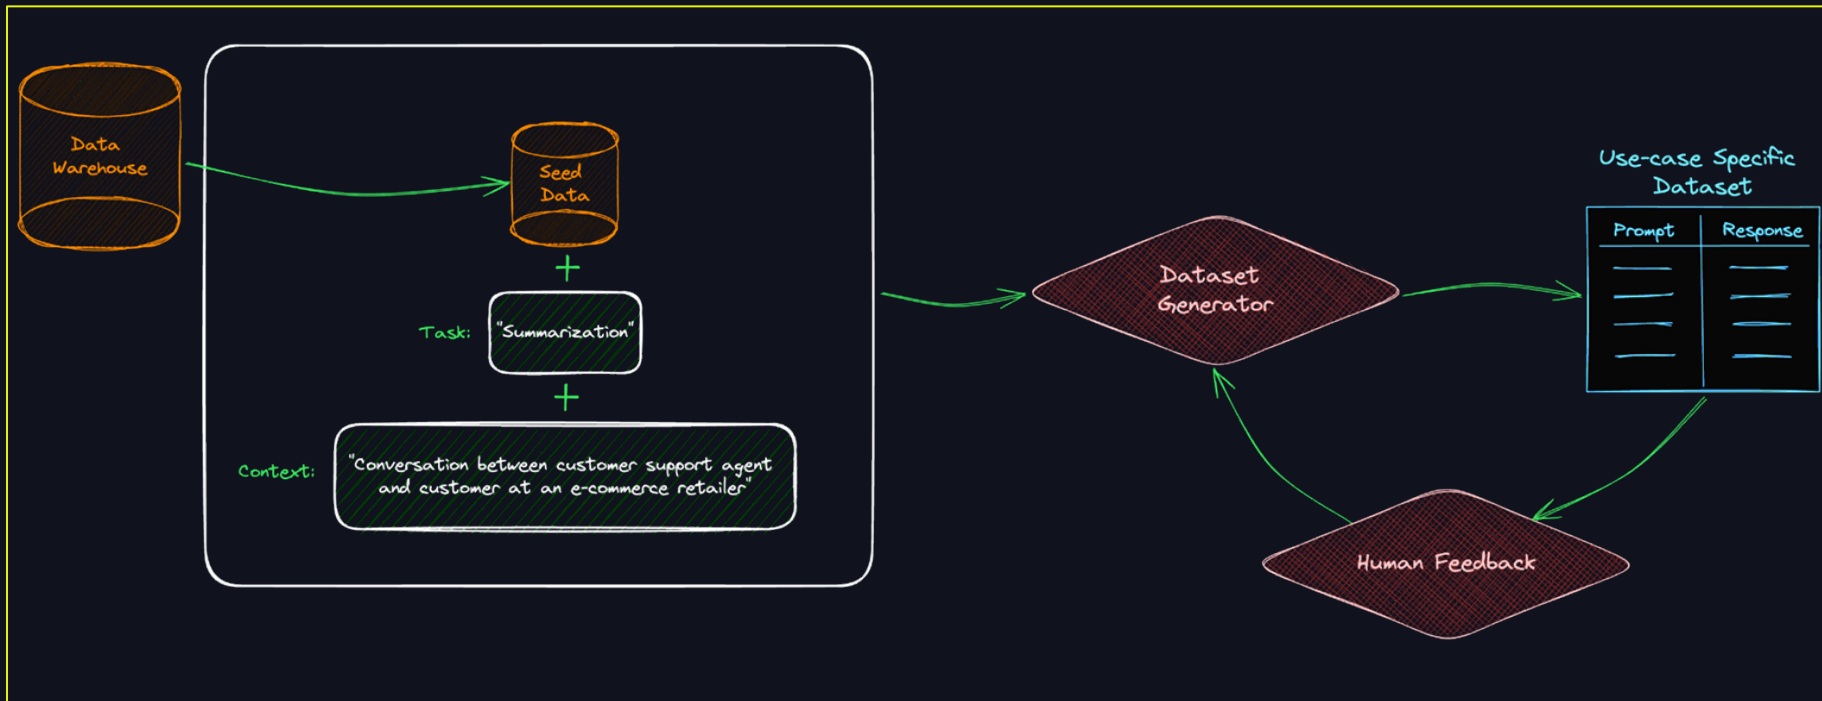 Data
Warehouse
Seed
Data
+
Task:
"Summarization"
+
Context:
"Conversation between customer support agent
and customer at an e-commerce retailer"
Dataset
Generator
Use-case Specific
Dataset
Prompt
Response
Human Feedback